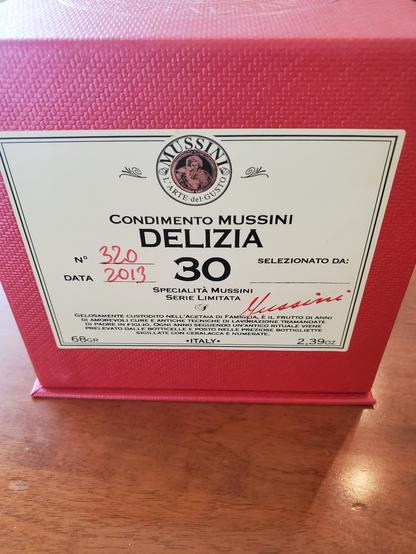 MUSSINI
L'ARTE del GUSTO
CONDIMENTO MUSSINI
DELIZIA
N° 320
30
SELEZIONATO DA:
DATA 2013
SPECIALITÀ MUSSINI
SERIE LIMITATA
Mussini
GELOSAMENTE CUSTODITO NELL'ACETAIA DI FAMIGLIA, È IL FRUTTO DI ANNI
DI AMOREVOLI CURE E ANTICHE TECNICHE DI LAVORAZIONE TRAMANDATE
DI PADRE IN FIGLIO. OGNI ANNO SEGUENDO UN'ANTICO RITUALE VIENE
PRELEVATO DALLE BOTTICELLE E POSTO NELLE PREZIOSE BOTTIGLIETTE
SIGILLATE CON CERALACCA E NUMERATE.
68GR
•ITALY•
2,39OZ